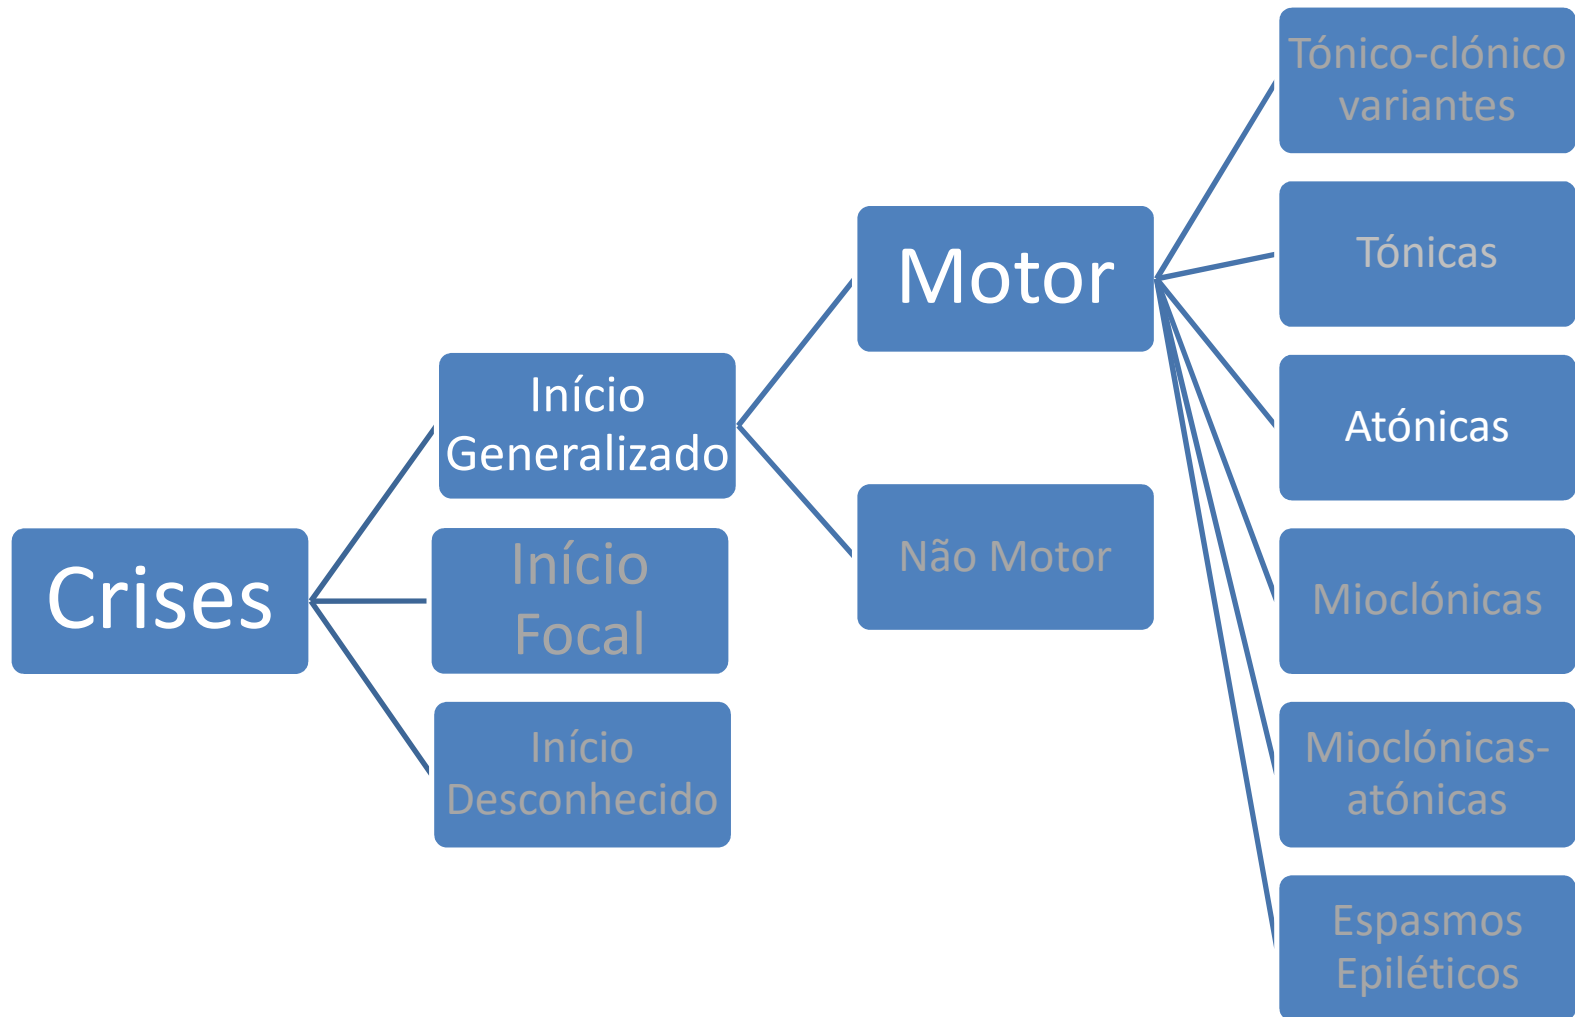 Crises
Início
Generalizado
Início
Focal
Início
Desconhecido
Motor
Não Motor
Tónico-clónico
variantes
Tónicas
Atónicas
Mioclónicas
Mioclónicas-
atónicas
Espasmos
Epiléticos